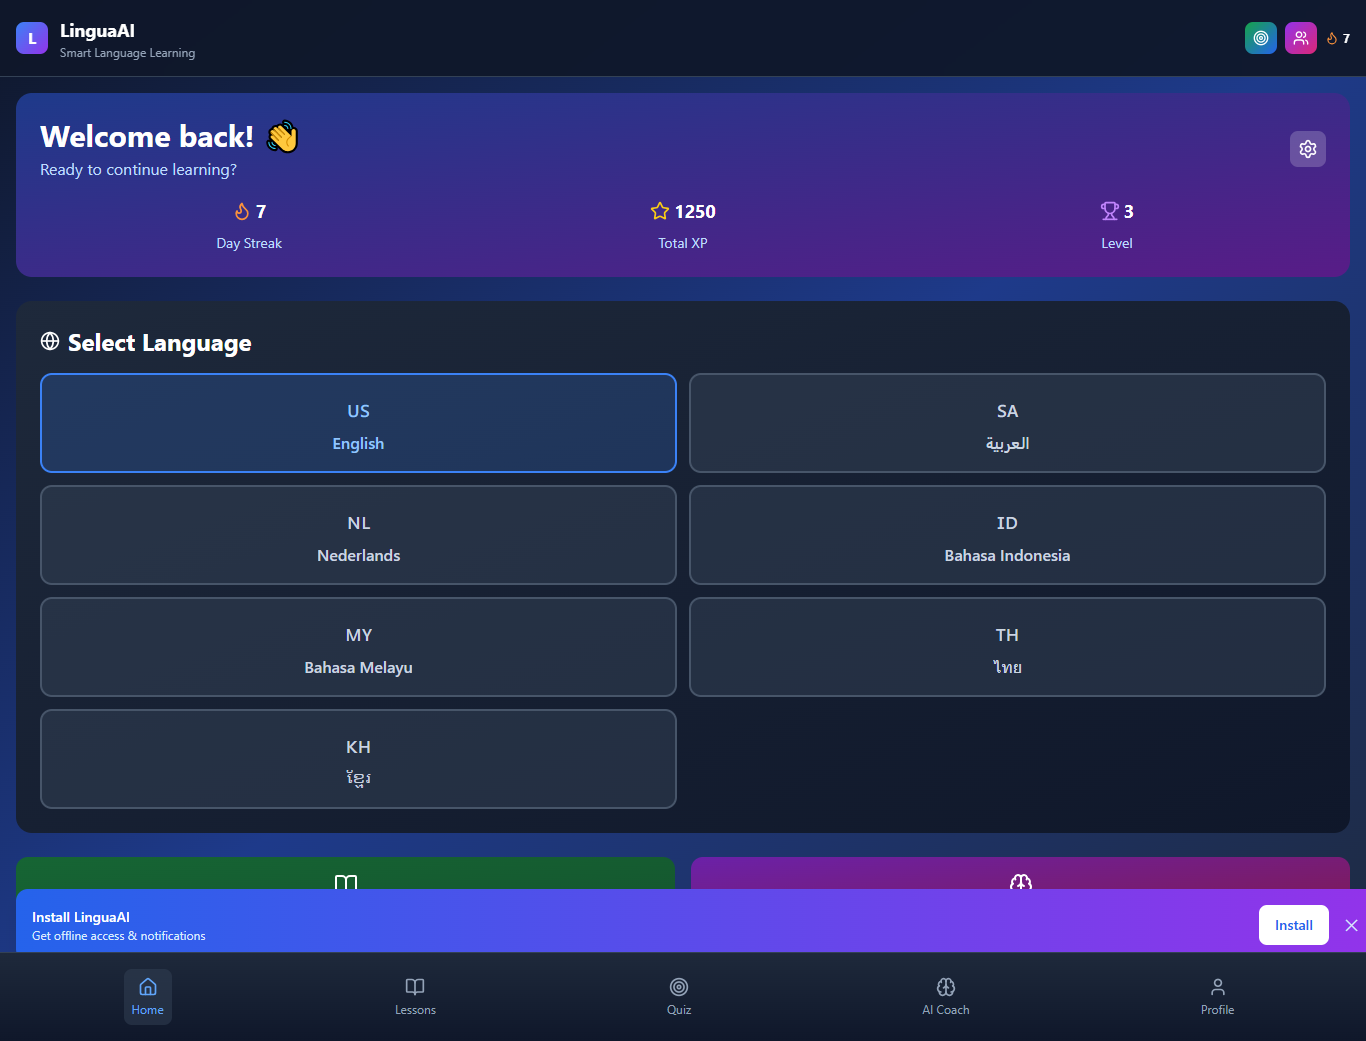 L
LinguaAI
Smart Language Learning
7
Welcome back! 👋
Ready to continue learning?
7
Day Streak
1250
Total XP
3
Level
Select Language
US
English
SA
العربية
NL
Nederlands
ID
Bahasa Indonesia
MY
Bahasa Melayu
TH
ไทย
KH
ខ្មែរ
Install LinguaAI
Get offline access & notifications
Install
Home
Lessons
Quiz
AI Coach
Profile